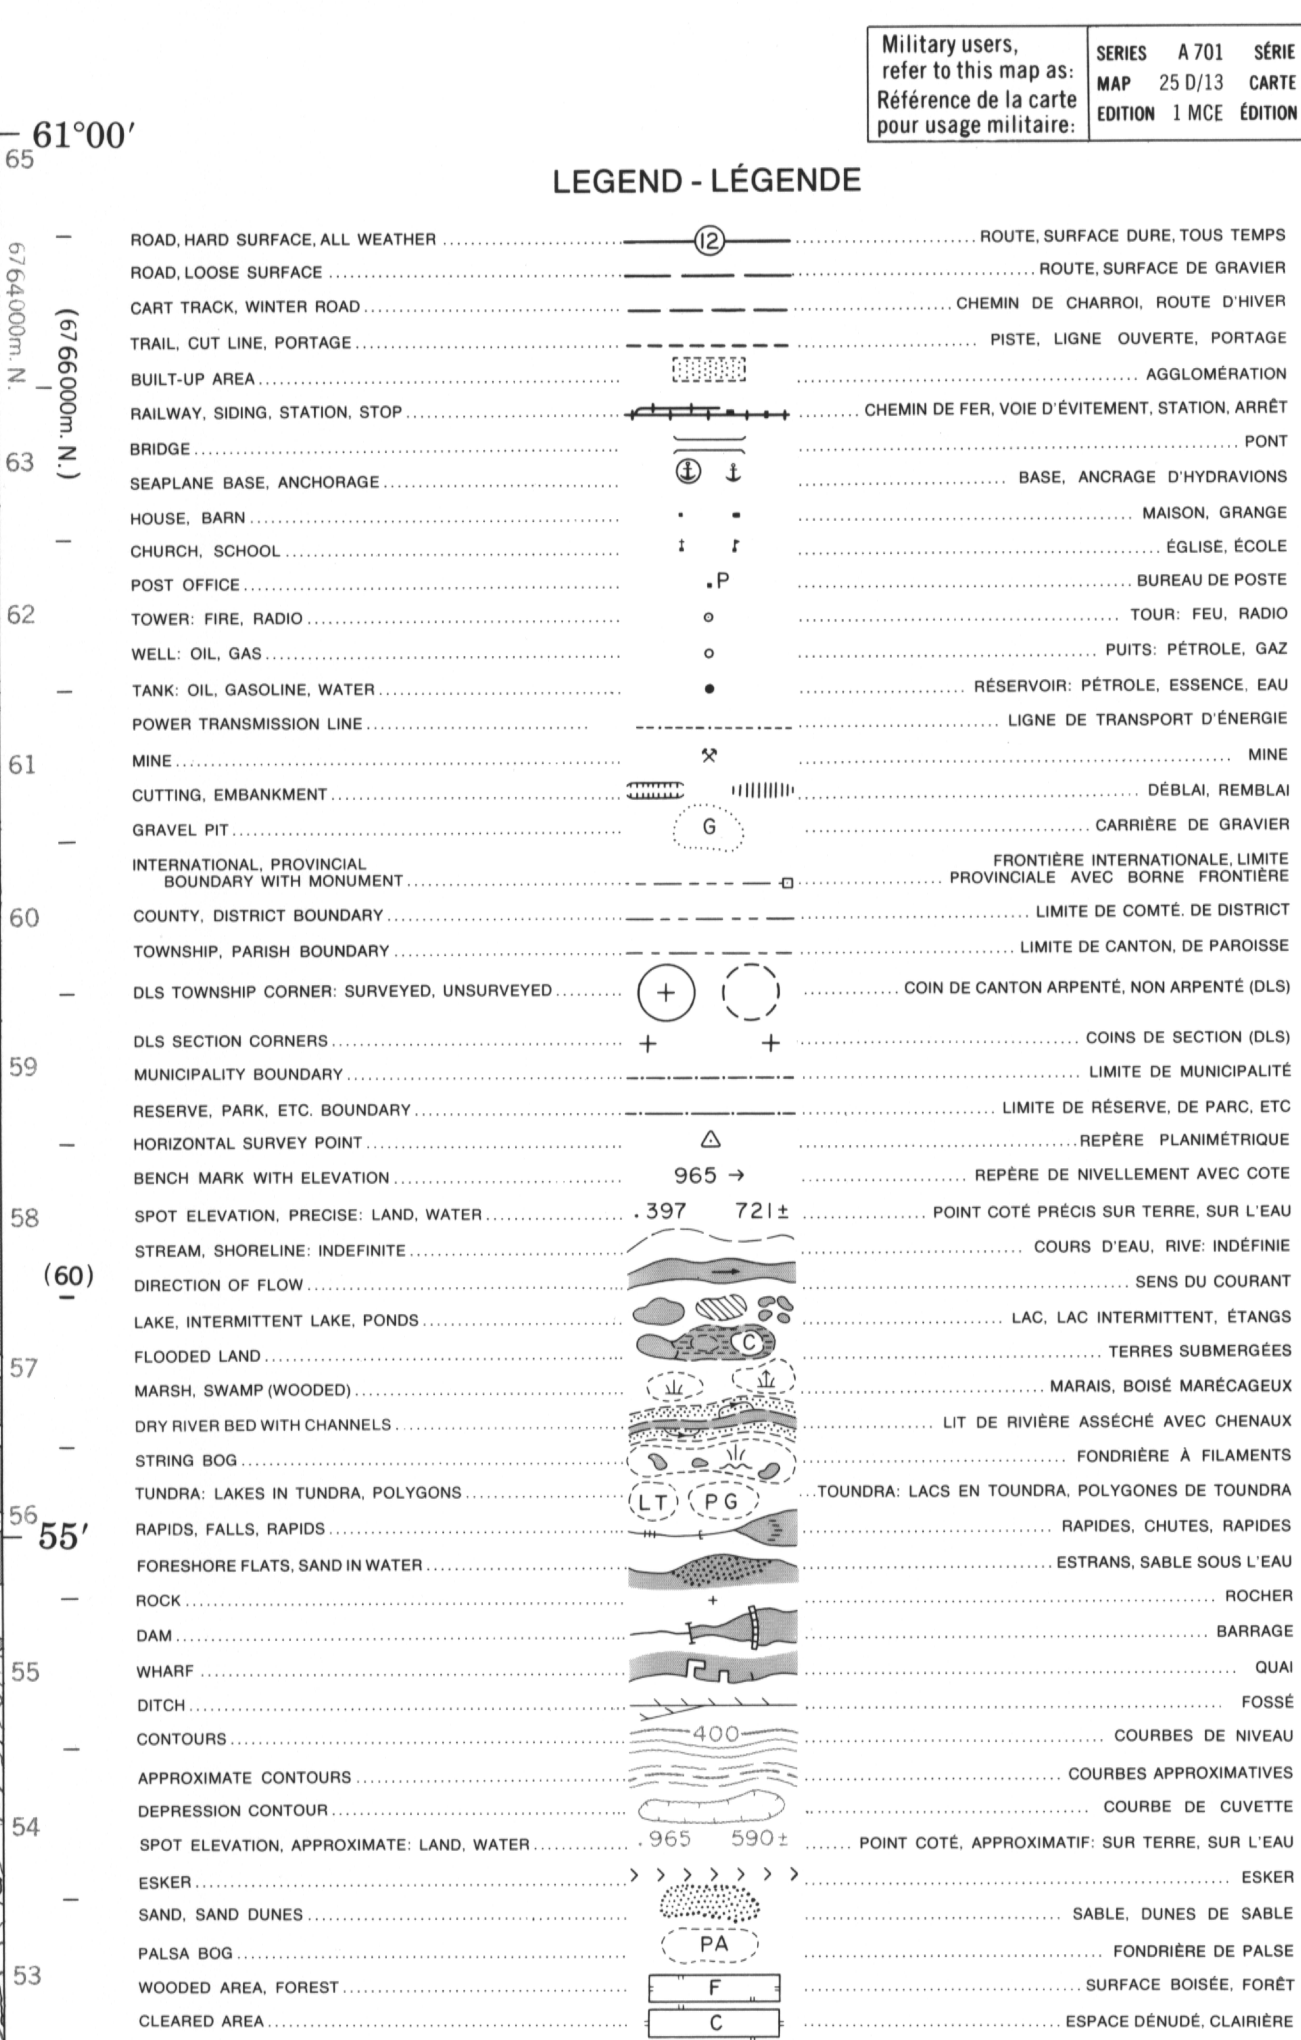 Military users,
refer to this map as:
Référence de la carte
pour usage militaire:
SERIES A 701 SÉRIE
MAP 25 D/13 CARTE
EDITION 1 MCE ÉDITION
61°00′
65
6764000m. N.
(6766000m. N.)
63
62
61
60
59
58
(60)
57
56
55′
55
54
53
LEGEND - LÉGENDE
ROAD, HARD SURFACE, ALL WEATHER 12 ROUTE, SURFACE DURE, TOUS TEMPS
ROAD, LOOSE SURFACE ROUTE, SURFACE DE GRAVIER
CART TRACK, WINTER ROAD CHEMIN DE CHARROI, ROUTE D'HIVER
TRAIL, CUT LINE, PORTAGE PISTE, LIGNE OUVERTE, PORTAGE
BUILT-UP AREA AGGLOMÉRATION
RAILWAY, SIDING, STATION, STOP CHEMIN DE FER, VOIE D'ÉVITEMENT, STATION, ARRÊT
BRIDGE PONT
SEAPLANE BASE, ANCHORAGE BASE, ANCRAGE D'HYDRAVIONS
HOUSE, BARN MAISON, GRANGE
CHURCH, SCHOOL ÉGLISE, ÉCOLE
POST OFFICE P BUREAU DE POSTE
TOWER: FIRE, RADIO TOUR: FEU, RADIO
WELL: OIL, GAS PUITS: PÉTROLE, GAZ
TANK: OIL, GASOLINE, WATER RÉSERVOIR: PÉTROLE, ESSENCE, EAU
POWER TRANSMISSION LINE LIGNE DE TRANSPORT D'ÉNERGIE
MINE MINE
CUTTING, EMBANKMENT DÉBLAI, REMBLAI
GRAVEL PIT G CARRIÈRE DE GRAVIER
INTERNATIONAL, PROVINCIAL FRONTIÈRE INTERNATIONALE, LIMITE
BOUNDARY WITH MONUMENT PROVINCIALE AVEC BORNE FRONTIÈRE
COUNTY, DISTRICT BOUNDARY LIMITE DE COMTÉ. DE DISTRICT
TOWNSHIP, PARISH BOUNDARY LIMITE DE CANTON, DE PAROISSE
DLS TOWNSHIP CORNER: SURVEYED, UNSURVEYED COIN DE CANTON ARPENTÉ, NON ARPENTÉ (DLS)
DLS SECTION CORNERS COINS DE SECTION (DLS)
MUNICIPALITY BOUNDARY LIMITE DE MUNICIPALITÉ
RESERVE, PARK, ETC. BOUNDARY LIMITE DE RÉSERVE, DE PARC, ETC
HORIZONTAL SURVEY POINT REPÈRE PLANIMÉTRIQUE
BENCH MARK WITH ELEVATION 965 → REPÈRE DE NIVELLEMENT AVEC COTE
SPOT ELEVATION, PRECISE: LAND, WATER .397 721± POINT COTÉ PRÉCIS SUR TERRE, SUR L'EAU
STREAM, SHORELINE: INDEFINITE COURS D'EAU, RIVE: INDÉFINIE
DIRECTION OF FLOW SENS DU COURANT
LAKE, INTERMITTENT LAKE, PONDS LAC, LAC INTERMITTENT, ÉTANGS
FLOODED LAND C TERRES SUBMERGÉES
MARSH, SWAMP (WOODED) MARAIS, BOISÉ MARÉCAGEUX
DRY RIVER BED WITH CHANNELS LIT DE RIVIÈRE ASSÉCHÉ AVEC CHENAUX
STRING BOG FONDRIÈRE À FILAMENTS
TUNDRA: LAKES IN TUNDRA, POLYGONS LT PG TOUNDRA: LACS EN TOUNDRA, POLYGONES DE TOUNDRA
RAPIDS, FALLS, RAPIDS RAPIDES, CHUTES, RAPIDES
FORESHORE FLATS, SAND IN WATER ESTRANS, SABLE SOUS L'EAU
ROCK ROCHER
DAM BARRAGE
WHARF QUAI
DITCH FOSSÉ
CONTOURS 400 COURBES DE NIVEAU
APPROXIMATE CONTOURS COURBES APPROXIMATIVES
DEPRESSION CONTOUR COURBE DE CUVETTE
SPOT ELEVATION, APPROXIMATE: LAND, WATER .965 590± POINT COTÉ, APPROXIMATIF: SUR TERRE, SUR L'EAU
ESKER ESKER
SAND, SAND DUNES SABLE, DUNES DE SABLE
PALSA BOG PA FONDRIÈRE DE PALSE
WOODED AREA, FOREST F SURFACE BOISÉE, FORÊT
CLEARED AREA C ESPACE DÉNUDÉ, CLAIRIÈRE